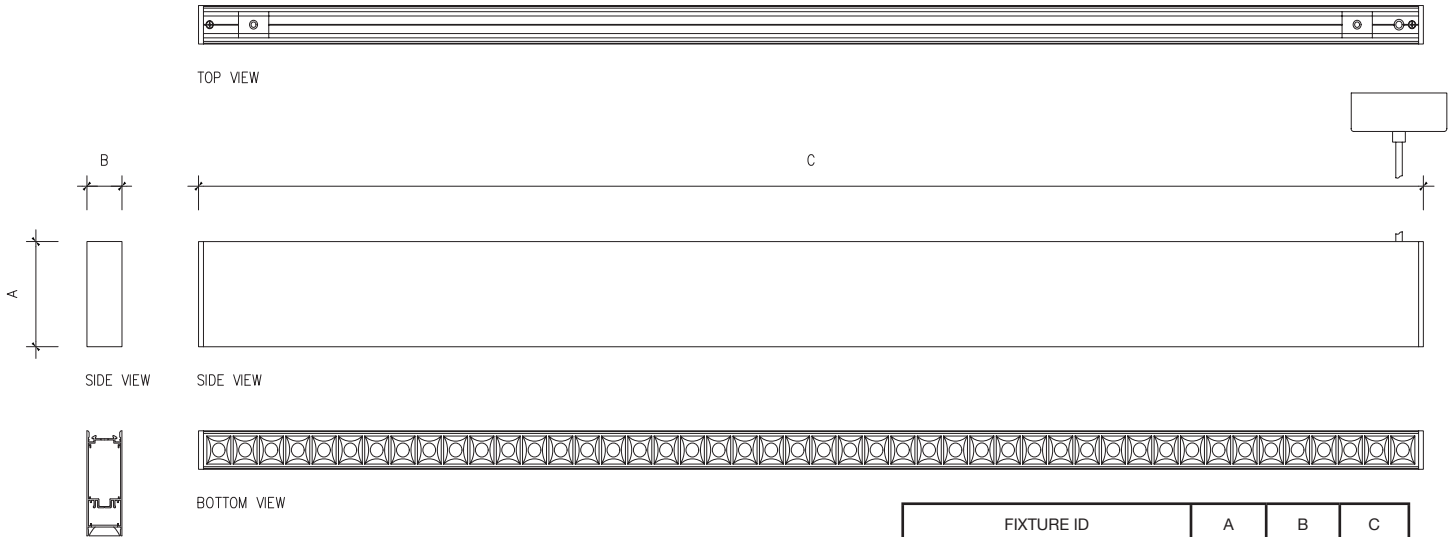 TOP VIEW
B
C
A
SIDE VIEW
SIDE VIEW
BOTTOM VIEW
FIXTURE ID A B C